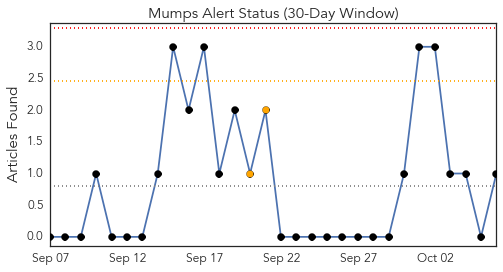 Mumps Alert Status (30-Day Window)
Articles Found
3.0
2.5
2.0
1.5
1.0
0.5
0.0
Sep 07 Sep 12 Sep 17 Sep 22 Sep 27 Oct 02